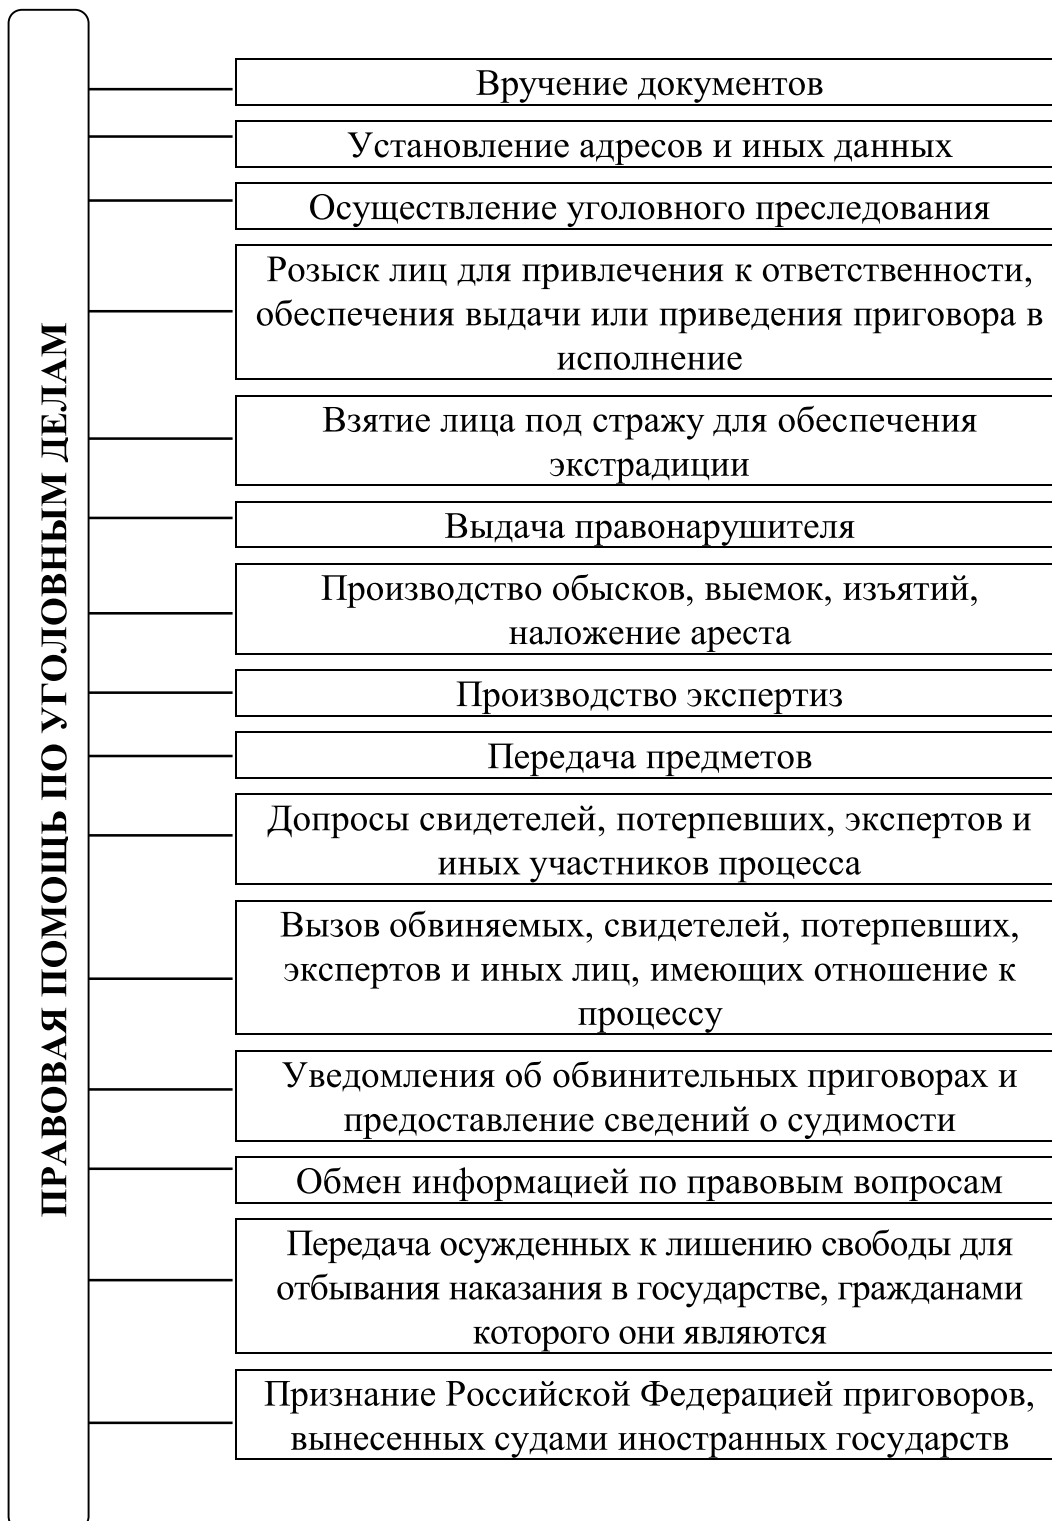 ПРАВОВАЯ ПОМОЩЬ ПО УГОЛОВНЫМ ДЕЛАМ
Вручение документов
Установление адресов и иных данных
Осуществление уголовного преследования
Розыск лиц для привлечения к ответственности,
обеспечения выдачи или приведения приговора в
исполнение
Взятие лица под стражу для обеспечения
экстрадиции
Выдача правонарушителя
Производство обысков, выемок, изъятий,
наложение ареста
Производство экспертиз
Передача предметов
Допросы свидетелей, потерпевших, экспертов и
иных участников процесса
Вызов обвиняемых, свидетелей, потерпевших,
экспертов и иных лиц, имеющих отношение к
процессу
Уведомления об обвинительных приговорах и
предоставление сведений о судимости
Обмен информацией по правовым вопросам
Передача осужденных к лишению свободы для
отбывания наказания в государстве, гражданами
которого они являются
Признание Российской Федерацией приговоров,
вынесенных судами иностранных государств